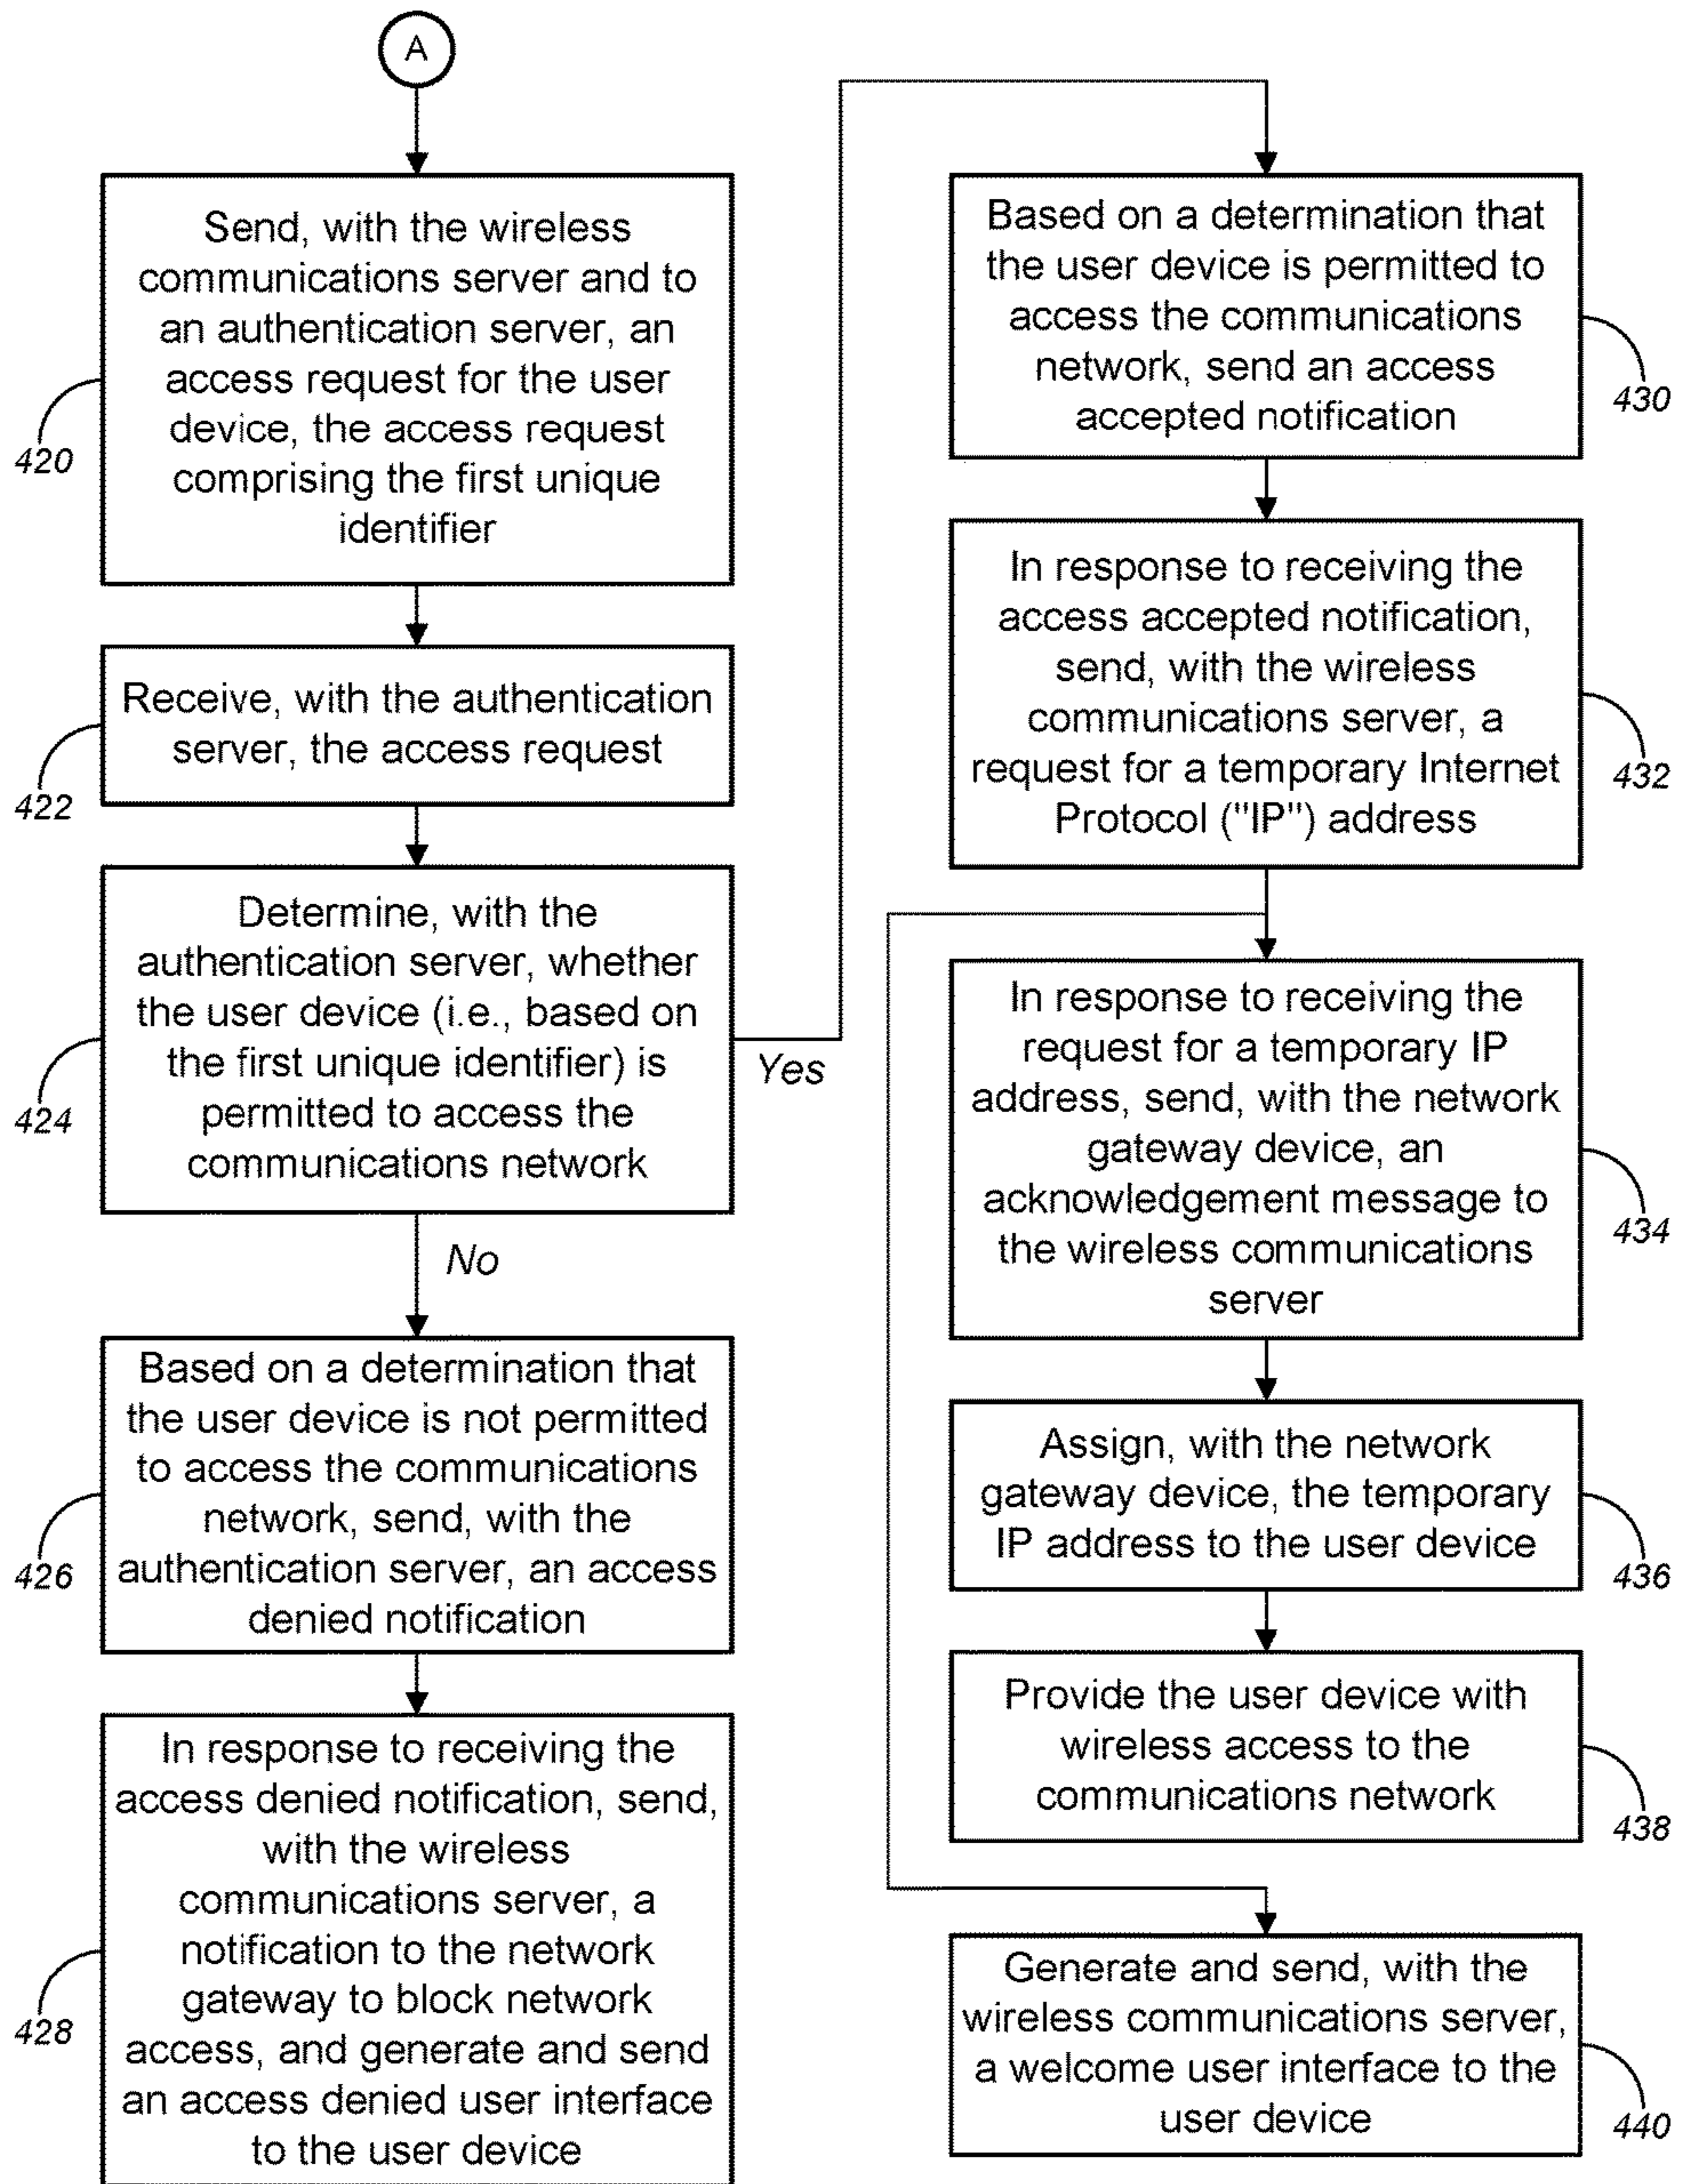 A
Send, with the wireless
communications server and to
an authentication server, an
access request for the user
device, the access request
comprising the first unique
identifier
420
Receive, with the authentication
server, the access request
422
Determine, with the
authentication server, whether
the user device (i.e., based on
the first unique identifier) is
permitted to access the
communications network
424
Yes
No
Based on a determination that
the user device is not permitted
to access the communications
network, send, with the
authentication server, an access
denied notification
426
In response to receiving the
access denied notification, send,
with the wireless
communications server, a
notification to the network
gateway to block network
access, and generate and send
an access denied user interface
to the user device
428
Based on a determination that
the user device is permitted to
access the communications
network, send an access
accepted notification
430
In response to receiving the
access accepted notification,
send, with the wireless
communications server, a
request for a temporary Internet
Protocol ("IP") address
432
In response to receiving the
request for a temporary IP
address, send, with the network
gateway device, an
acknowledgement message to
the wireless communications
server
434
Assign, with the network
gateway device, the temporary
IP address to the user device
436
Provide the user device with
wireless access to the
communications network
438
Generate and send, with the
wireless communications server,
a welcome user interface to the
user device
440